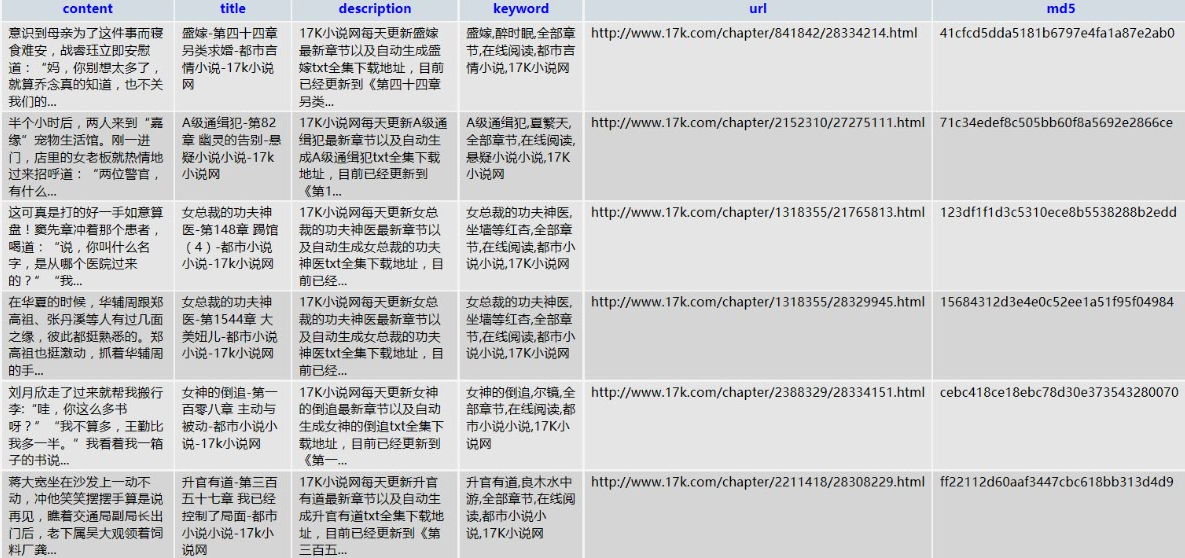 content
title
description
keyword
url
md5
意识到母亲为了这件事而寝
食难安，战睿珏立即安慰
道：“妈，你别想太多了，
就算乔念真的知道，也不关
我们的...
盛嫁-第四十四章
另类求婚-都市言
情小说-17k小说
网
17K小说网每天更新盛嫁
最新章节以及自动生成盛
嫁txt全集下载地址，目前
已经更新到《第四十四章
另类...
盛嫁,醉时眠,全部章
节,在线阅读,都市言
情小说,17K小说网
http://www.17k.com/chapter/841842/28334214.html
41cfcd5dda5181b6797e4fa1a87e2ab0
半个小时后，两人来到“嘉
缘”宠物生活馆。刚一进
门，店里的女老板就热情地
过来招呼道：“两位警官，
有什么...
A级通缉犯-第82
章 幽灵的告别-悬
疑小说小说-17k
小说网
17K小说网每天更新A级通
缉犯最新章节以及自动生
成A级通缉犯txt全集下载
地址，目前已经更新到
《第1...
A级通缉犯,夏繁天,
全部章节,在线阅读,
悬疑小说小说,17K
小说网
http://www.17k.com/chapter/2152310/27275111.html
71c34edef8c505bb60f8a5692e2866ce
这可真是打的好一手如意算
盘！窦先章冲着那个患者，
喝道：“说，你叫什么名
字，是从哪个医院过来
的？” “我...
女总裁的功夫神
医-第148章 踢馆
（4）-都市小说
小说-17k小说网
17K小说网每天更新女总
裁的功夫神医最新章节以
及自动生成女总裁的功夫
神医txt全集下载地址，目
前已经...
女总裁的功夫神医,
坐墙等红杏,全部章
节,在线阅读,都市小
说小说,17K小说网
http://www.17k.com/chapter/1318355/21765813.html
123df1f1d3c5310ece8b5538288b2edd
在华夏的时候，华辅周跟郑
高祖、张丹溪等人有过几面
之缘，彼此都挺熟悉的。郑
高祖也挺激动，抓着华辅周
的手...
女总裁的功夫神
医-第1544章 大
美妞儿-都市小说
小说-17k小说网
17K小说网每天更新女总
裁的功夫神医最新章节以
及自动生成女总裁的功夫
神医txt全集下载地址，目
前已经...
女总裁的功夫神医,
坐墙等红杏,全部章
节,在线阅读,都市小
说小说,17K小说网
http://www.17k.com/chapter/1318355/28329945.html
15684312d3e4e0c52ee1a51f95f04984
刘月欣走了过来就帮我搬行
李:“哇，你这么多书
呀？” “我不算多，王勤比
我多一半。” 我看着我一箱
子的书说...
女神的倒追-第一
百零八章 主动与
被动-都市小说小
说-17k小说网
17K小说网每天更新女神
的倒追最新章节以及自动
生成女神的倒追txt全集下
载地址，目前已经更新到
《第一...
女神的倒追,尔镜,全
部章节,在线阅读,都
市小说小说,17K小
说网
http://www.17k.com/chapter/2388329/28334151.html
cebc418ce18ebc78d30e373543280070
蒋大宽坐在沙发上一动不
动，冲他笑笑摆摆手算是说
再见，瞧着交通局副局长出
门后，老下属吴大观领着饲
料厂龚...
升官有道-第三百
五十七章 我已经
控制了局面-都市
小说小说-17k小
说网
17K小说网每天更新升官
有道最新章节以及自动生
成升官有道txt全集下载地
址，目前已经更新到《第
三百五...
升官有道,良木水中
游,全部章节,在线阅
读,都市小说小
说,17K小说网
http://www.17k.com/chapter/2211418/28308229.html
ff22112d60aaf3447cbc618bb313d4d9